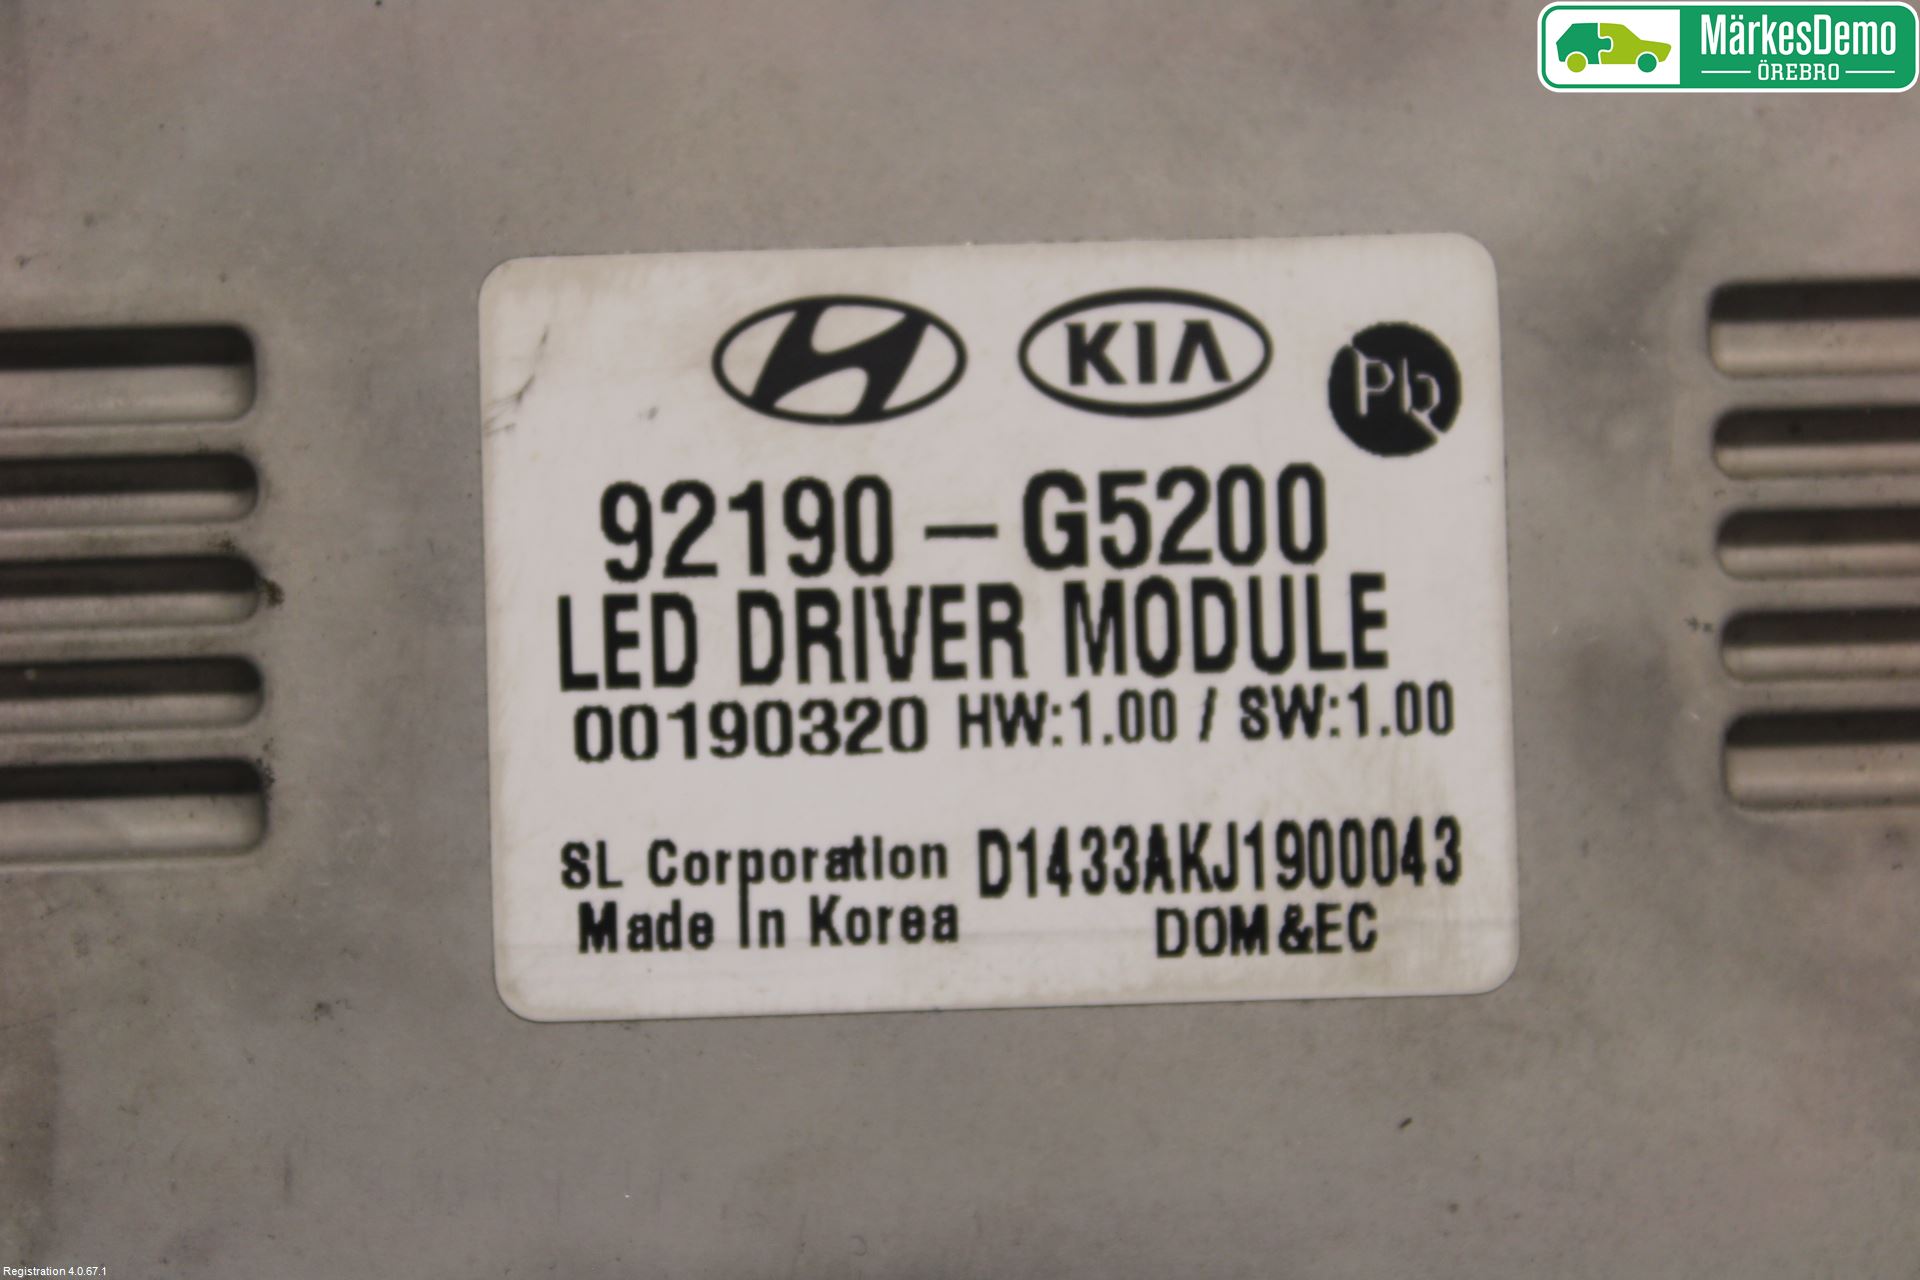 MärkesDemo
ÖREBRO
KIA
Pb
92190-G5200
LED DRIVER MODULE
00190320 HW:1.00 / SW:1.00
SL Corporation D1433AKJ1900043
Made In Korea DOM&EC
Registration 4.0.67.1